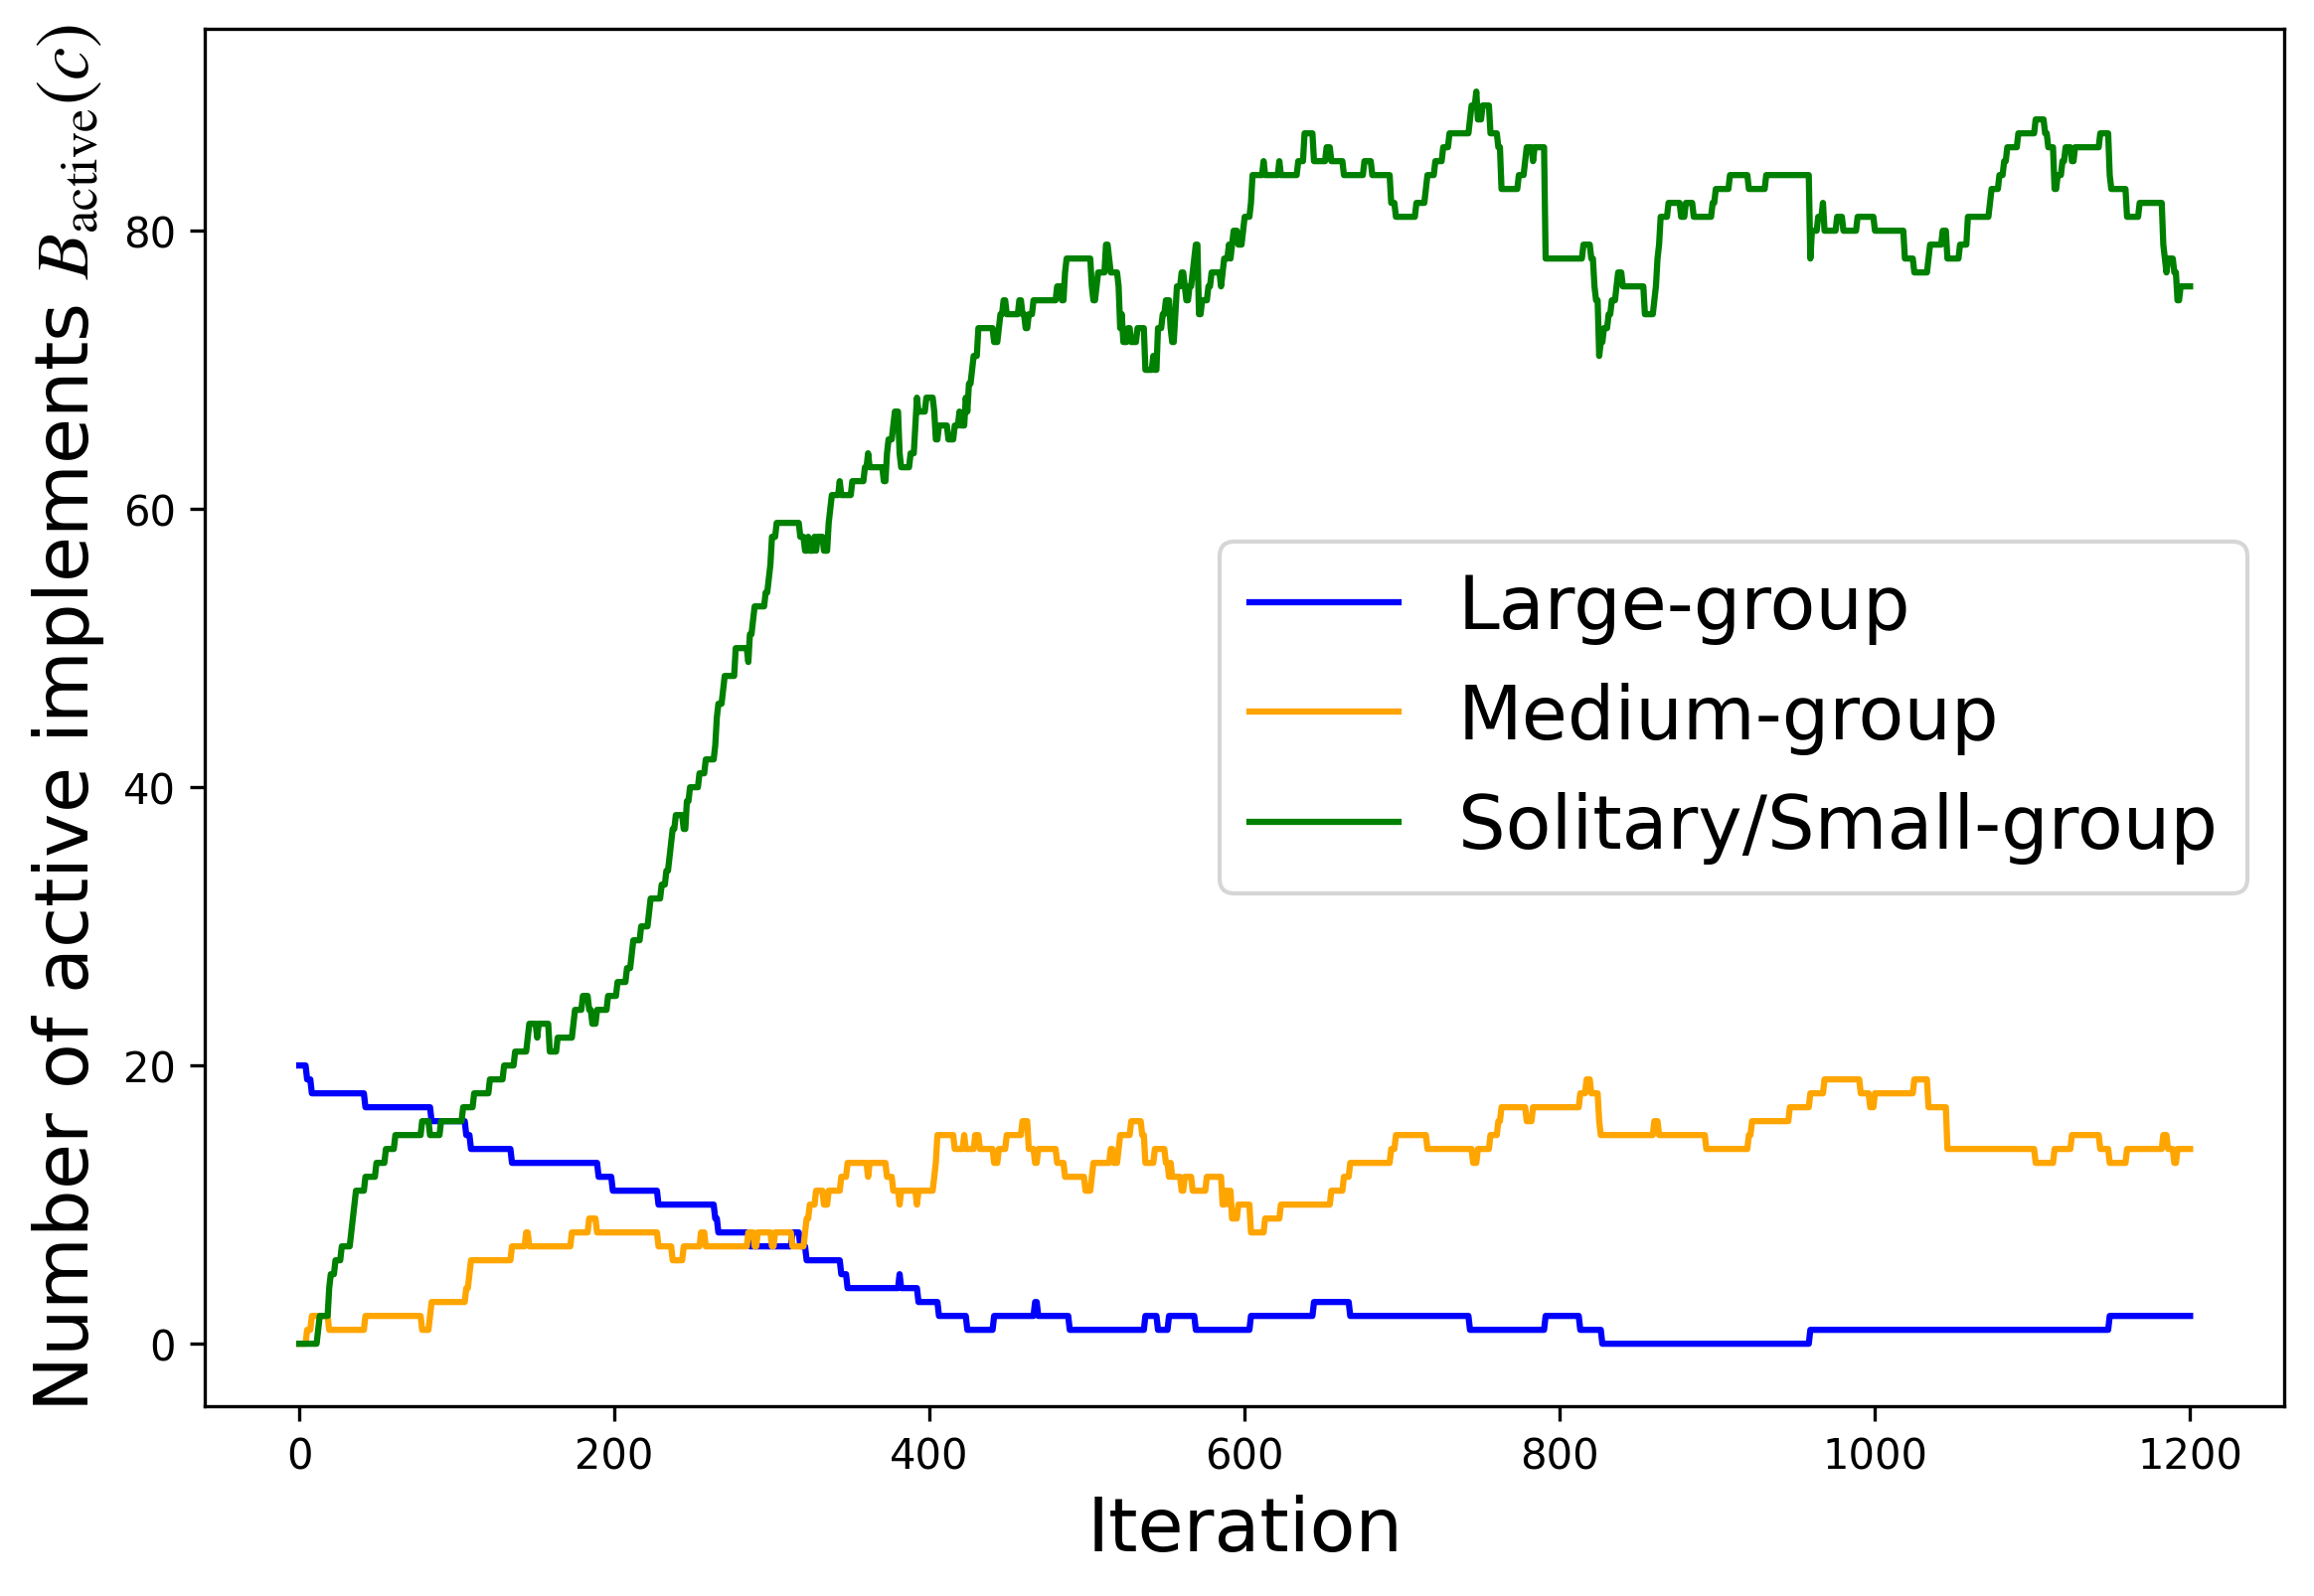 Number of active implements B_active(c)
80
60
40
20
0
Large-group
Medium-group
Solitary/Small-group
0 200 400 600 800 1000 1200
Iteration